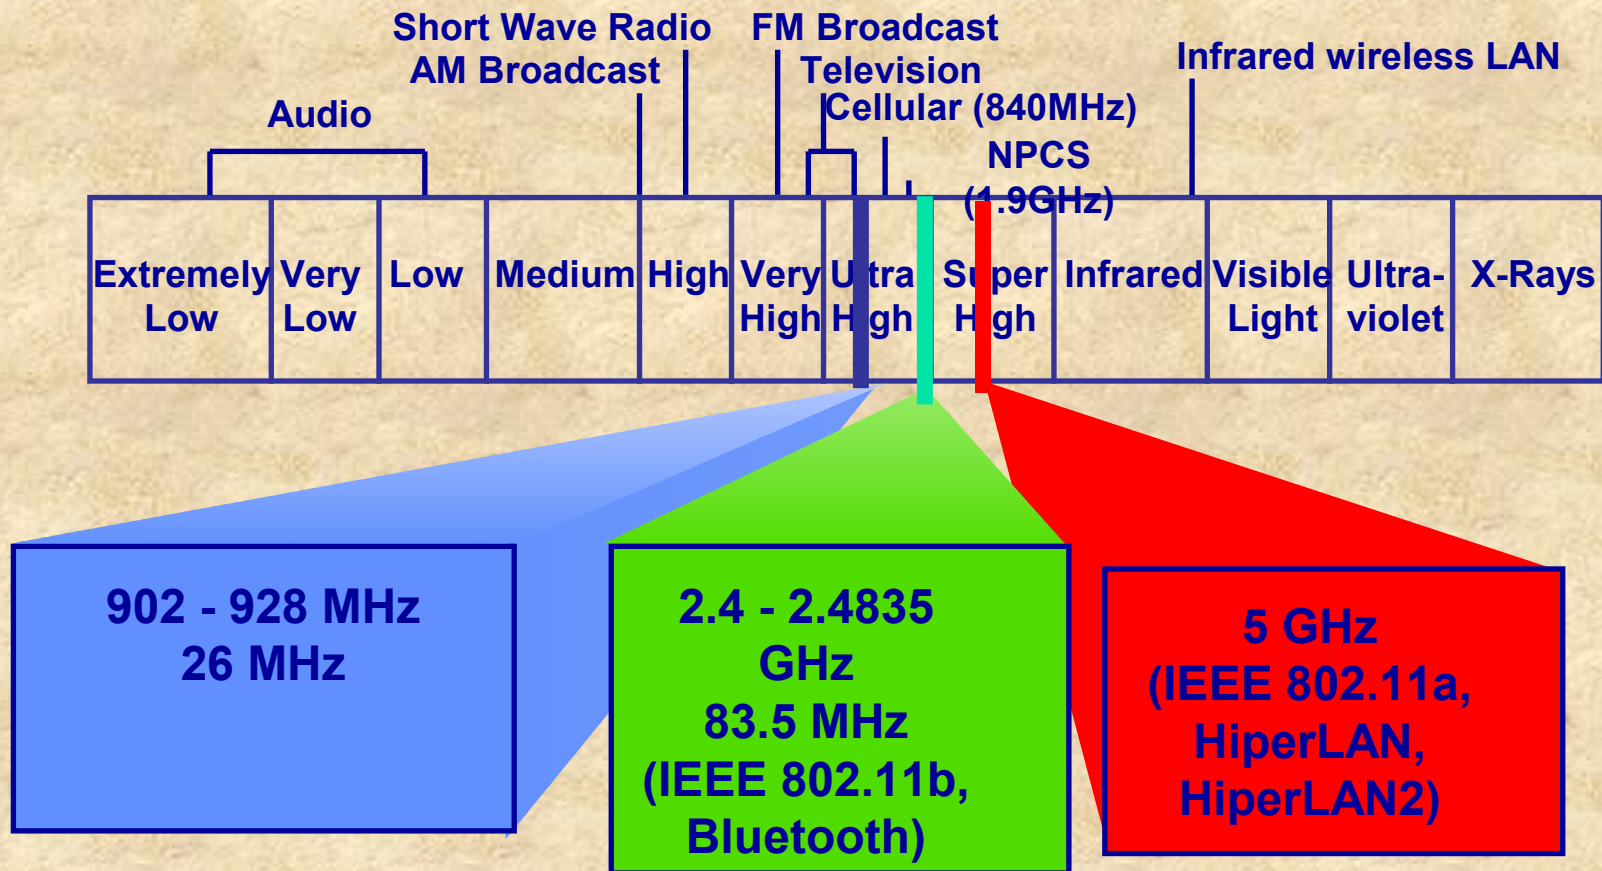 Short Wave Radio
FM Broadcast
AM Broadcast
Television
Infrared wireless LAN
Audio
Cellular (840MHz)
NPCS
(1.9GHz)
Extremely
Low
Very
Low
Low
Medium
High
Very
High
Ultra
High
Super
High
Infrared
Visible
Light
Ultra-
violet
X-Rays
902 - 928 MHz
26 MHz
2.4 - 2.4835
GHz
83.5 MHz
(IEEE 802.11b,
Bluetooth)
5 GHz
(IEEE 802.11a,
HiperLAN,
HiperLAN2)